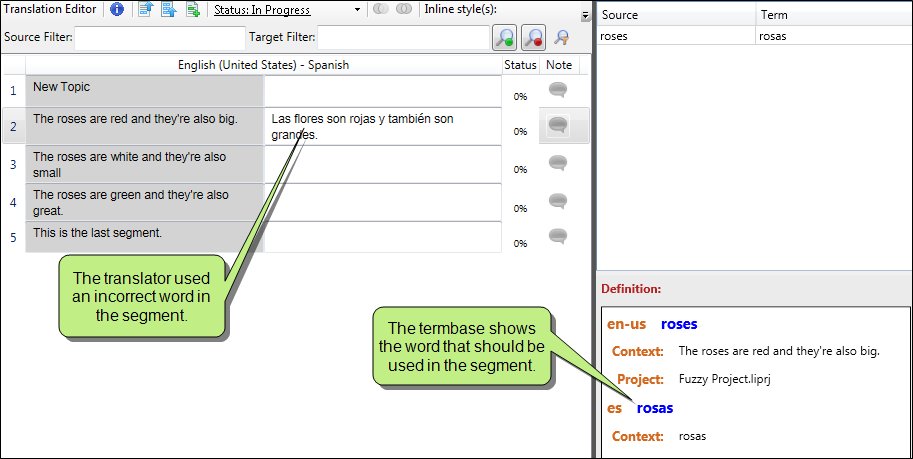 Translation Editor Status: In Progress Inline style(s):
Source Filter: Target Filter:
English (United States) - Spanish Status Note
1 New Topic 0%
2 The roses are red and they're also big. Las flores son rojas y también son
grandes. 0%
3 The roses are white and they're also
small 0%
4 The roses are green and they're also
great. 0%
5 This is the last segment. 0%
The translator used
an incorrect word in
the segment.
Source Term
roses rosas
The termbase shows
the word that should be
used in the segment.
Definition:
en-us roses
Context: The roses are red and they're also big.
Project: Fuzzy Project.liprj
es rosas
Context: rosas